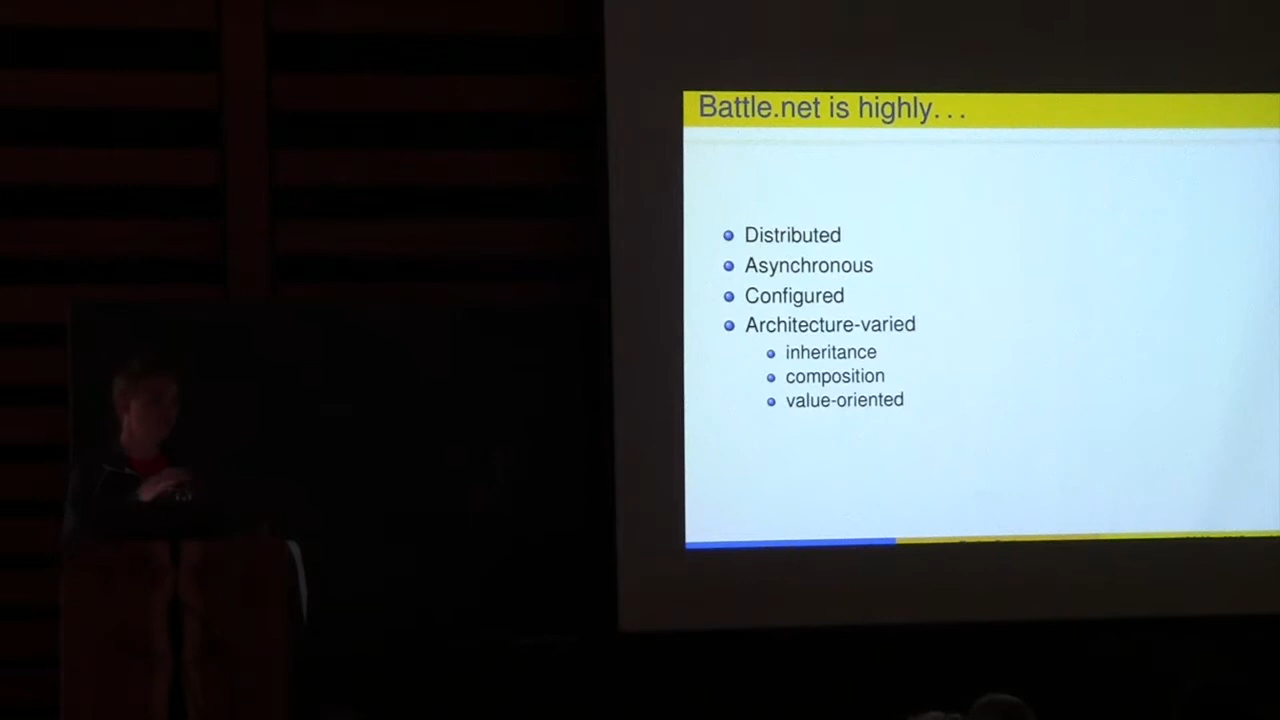 Battle.net is highly...
Distributed
Asynchronous
Configured
Architecture-varied
inheritance
composition
value-oriented